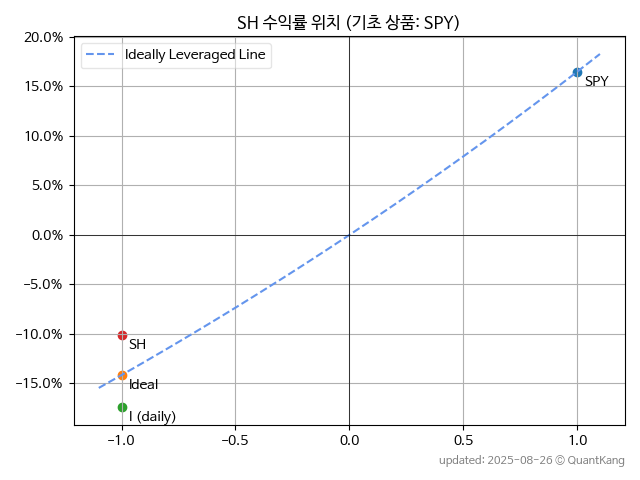 SH 수익률 위치 (기초 상품: SPY)
Ideally Leveraged Line
20.0%
15.0%
10.0%
5.0%
0.0%
−5.0%
−10.0%
−15.0%
SPY
SH
Ideal
I (daily)
−1.0
−0.5
0.0
0.5
1.0
updated: 2025-08-26 © QuantKang